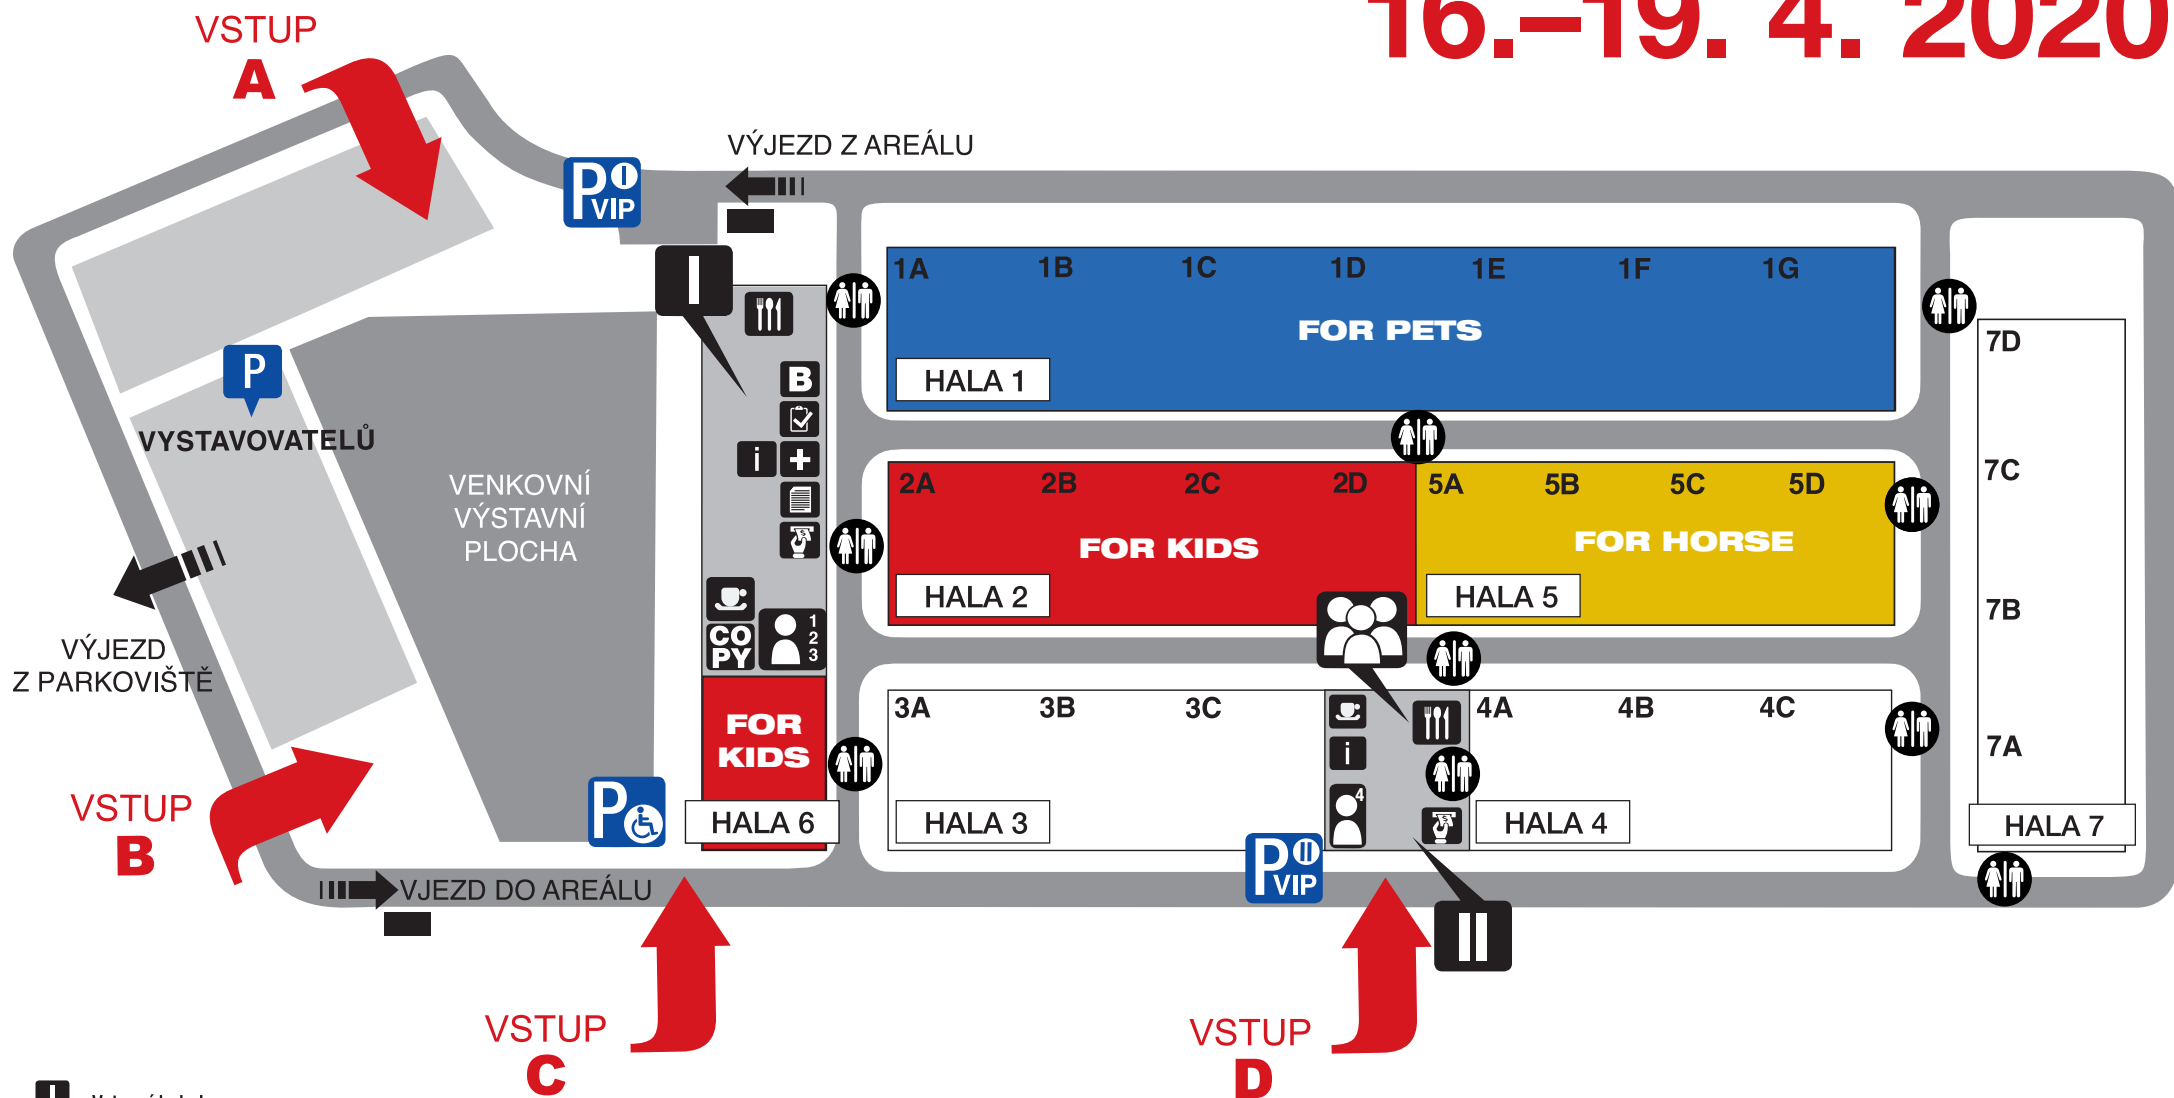 16.–19. 4. 2020
VSTUP
A
VÝJEZD Z AREÁLU
P I
VIP
I
1A 1B 1C 1D 1E 1F 1G
FOR PETS
HALA 1
7D
P
VYSTAVOVATELŮ
B
i
VENKOVNÍ
VÝSTAVNÍ
PLOCHA
2A 2B 2C 2D 5A 5B 5C 5D
7C
FOR KIDS
FOR HORSE
HALA 2
HALA 5
7B
CO
PY
1
2
3
VÝJEZD
Z PARKOVIŠTĚ
FOR
KIDS
3A 3B 3C 4A 4B 4C
7A
i
4
P
HALA 6
HALA 3
HALA 4
HALA 7
VSTUP
B
P II
VIP
VJEZD DO AREÁLU
II
VSTUP
C
VSTUP
D
I